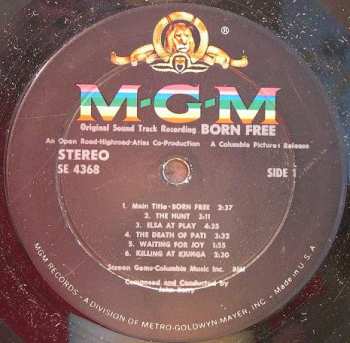 M-G-M
Original Sound Track Recording BORN FREE
An Open Road-Highroad-Atlas Co-Production A Columbia Pictures Release
STEREO
SE 4368 SIDE 1
1. Main Title-BORN FREE 2:37
2. THE HUNT 3:11
3. ELSA AT PLAY 4:35
4. THE DEATH OF PATI 2:32
5. WAITING FOR JOY 1:55
6. KILLING AT KIUNGA 2:30
Screen Gems-Columbia Music Inc. BMI
Composed and Conducted by
John Barry
MGM RECORDS - A DIVISION OF METRO-GOLDWYN-MAYER, INC • Made in U.S.A.